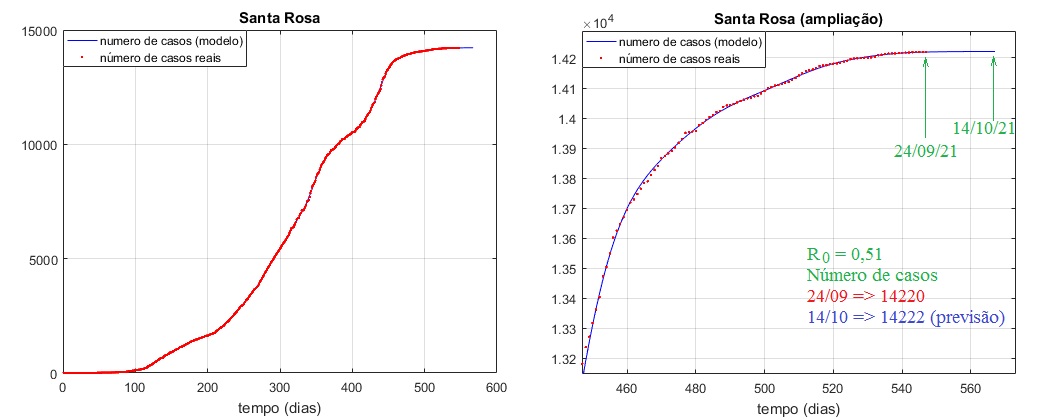 Santa Rosa
numero de casos (modelo)
número de casos reais
15000
10000
5000
0
0 100 200 300 400 500 600
tempo (dias)
Santa Rosa (ampliação)
×10⁴
numero de casos (modelo)
número de casos reais
1.42
1.41
1.4
1.39
1.38
1.37
1.36
1.35
1.34
1.33
1.32
14/10/21
24/09/21
R₀ = 0,51
Número de casos
24/09 => 14220
14/10 => 14222 (previsão)
460 480 500 520 540 560
tempo (dias)